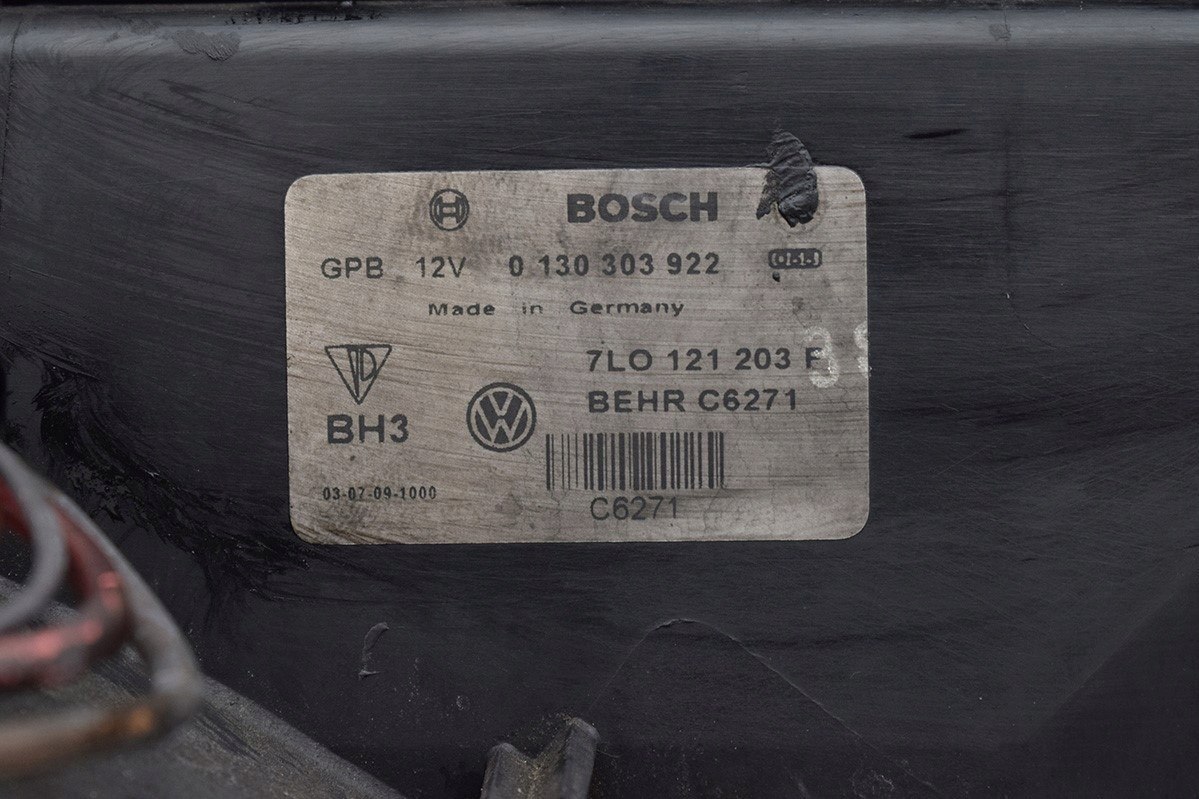 BOSCH
GPB 12V 0 130 303 922
Made in Germany
7LO 121 203 F
BEHR C6271
BH3
03-07-09-1000
C6271